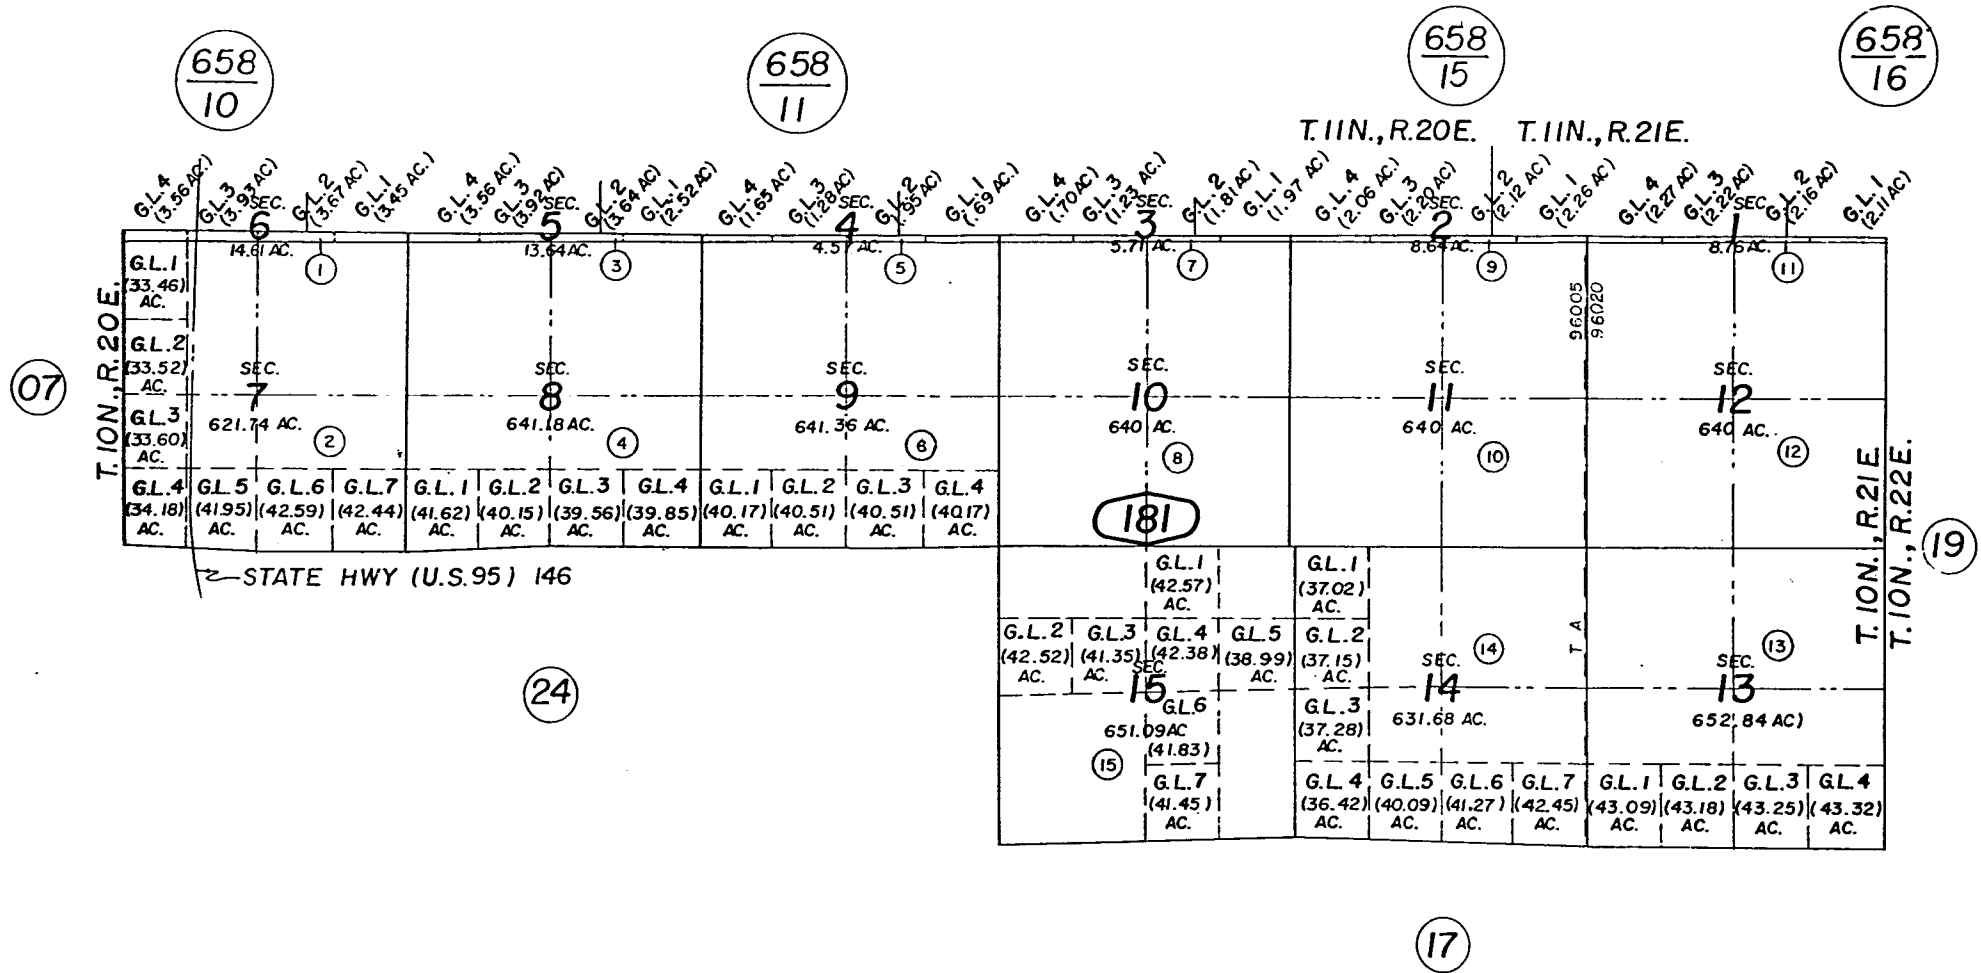 658
10
658
11
658
15
658
16
T.11N., R.20E.
T.11N., R.21E.
G.L. 4
(3.56 AC.)
G.L. 3
(3.93 AC)
G.L. 2
(3.67 AC)
G.L. 1
(3.45 AC.)
G.L. 4
(3.56 AC.)
G.L. 3
(3.92 AC)
G.L. 2
(3.64 AC)
G.L. 1
(2.52 AC)
G.L. 4
(1.65 AC)
G.L. 3
(1.28 AC)
G.L. 2
(.95 AC)
G.L. 1
(.69 AC.)
G.L. 4
(.70 AC)
G.L. 3
(1.23 AC.)
G.L. 2
(1.81 AC)
G.L. 1
(1.97 AC)
G.L. 4
(2.06 AC.)
G.L. 3
(2.20 AC)
G.L. 2
(2.12 AC)
G.L. 1
(2.26 AC)
G.L. 4
(2.27 AC)
G.L. 3
(2.22 AC)
G.L. 2
(2.16 AC)
G.L. 1
(2.11 AC)
SEC.
6
14.61 AC.
1
SEC.
5
13.64 AC.
3
SEC.
4
4.57 AC.
5
SEC.
3
5.71 AC.
7
SEC.
2
8.64 AC.
9
SEC.
1
8.76 AC.
11
T.10N., R.20E.
07
G.L. 1
(33.46)
AC.
G.L. 2
(33.52)
AC.
G.L. 3
(33.60)
AC.
G.L. 4
(34.18)
AC.
SEC.
7
621.74 AC.
2
SEC.
8
641.18 AC.
4
SEC.
9
641.36 AC.
6
SEC.
10
640 AC.
8
SEC.
11
640 AC.
10
96005
96020
SEC.
12
640 AC.
12
G.L. 5
(41.95)
AC.
G.L. 6
(42.59)
AC.
G.L. 7
(42.44)
AC.
G.L. 1
(41.62)
AC.
G.L. 2
(40.15)
AC.
G.L. 3
(39.56)
AC.
G.L. 4
(39.85)
AC.
G.L. 1
(40.17)
AC.
G.L. 2
(40.51)
AC.
G.L. 3
(40.51)
AC.
G.L. 4
(40.17)
AC.
181
T.10N., R.21E.
T.10N., R.22E.
19
STATE HWY (U.S.95) 146
24
G.L. 1
(42.57)
AC.
G.L. 2
(42.52)
AC.
G.L. 3
(41.35)
AC.
G.L. 4
(42.38)
G.L. 5
(38.99)
AC.
SEC.
15
G.L. 6
651.09 AC
(41.83)
15
G.L. 7
(41.45)
AC.
G.L. 1
(37.02)
AC.
G.L. 2
(37.15)
AC.
G.L. 3
(37.28)
AC.
G.L. 4
(36.42)
AC.
SEC.
14
631.68 AC.
14
T A
G.L. 5
(40.09)
AC.
G.L. 6
(41.27)
AC.
G.L. 7
(42.45)
AC.
SEC.
13
652.84 AC)
13
G.L. 1
(43.09)
AC.
G.L. 2
(43.18)
AC.
G.L. 3
(43.25)
AC.
G.L. 4
(43.32)
AC.
17